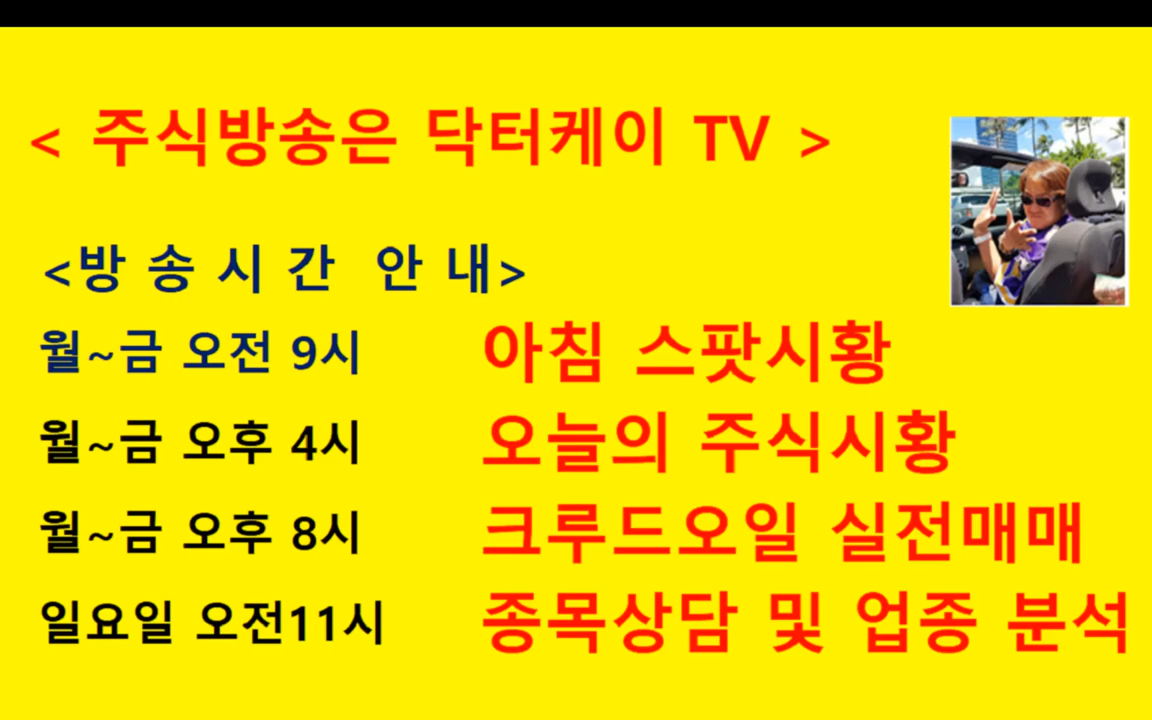 < 주식방송은 닥터케이 TV >
<방 송 시 간 안 내>
월~금 오전 9시 아침 스팟시황
월~금 오후 4시 오늘의 주식시황
월~금 오후 8시 크루드오일 실전매매
일요일 오전11시 종목상담 및 업종 분석